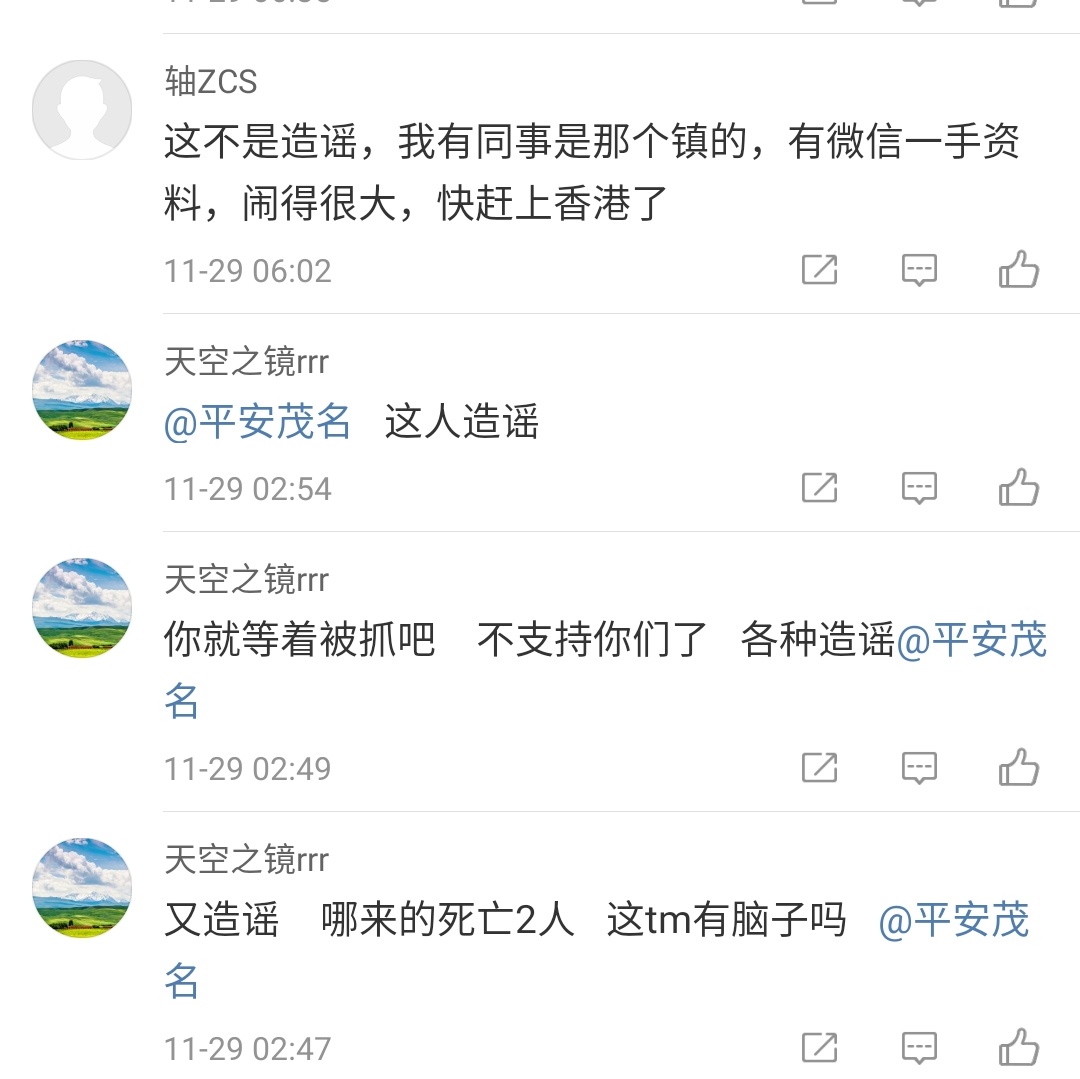 轴ZCS
这不是造谣，我有同事是那个镇的，有微信一手资
料，闹得很大，快赶上香港了
11-29 06:02
天空之镜rrr
@平安茂名 这人造谣
11-29 02:54
天空之镜rrr
你就等着被抓吧 不支持你们了 各种造谣@平安茂
名
11-29 02:49
天空之镜rrr
又造谣 哪来的死亡2人 这tm有脑子吗 @平安茂
名
11-29 02:47